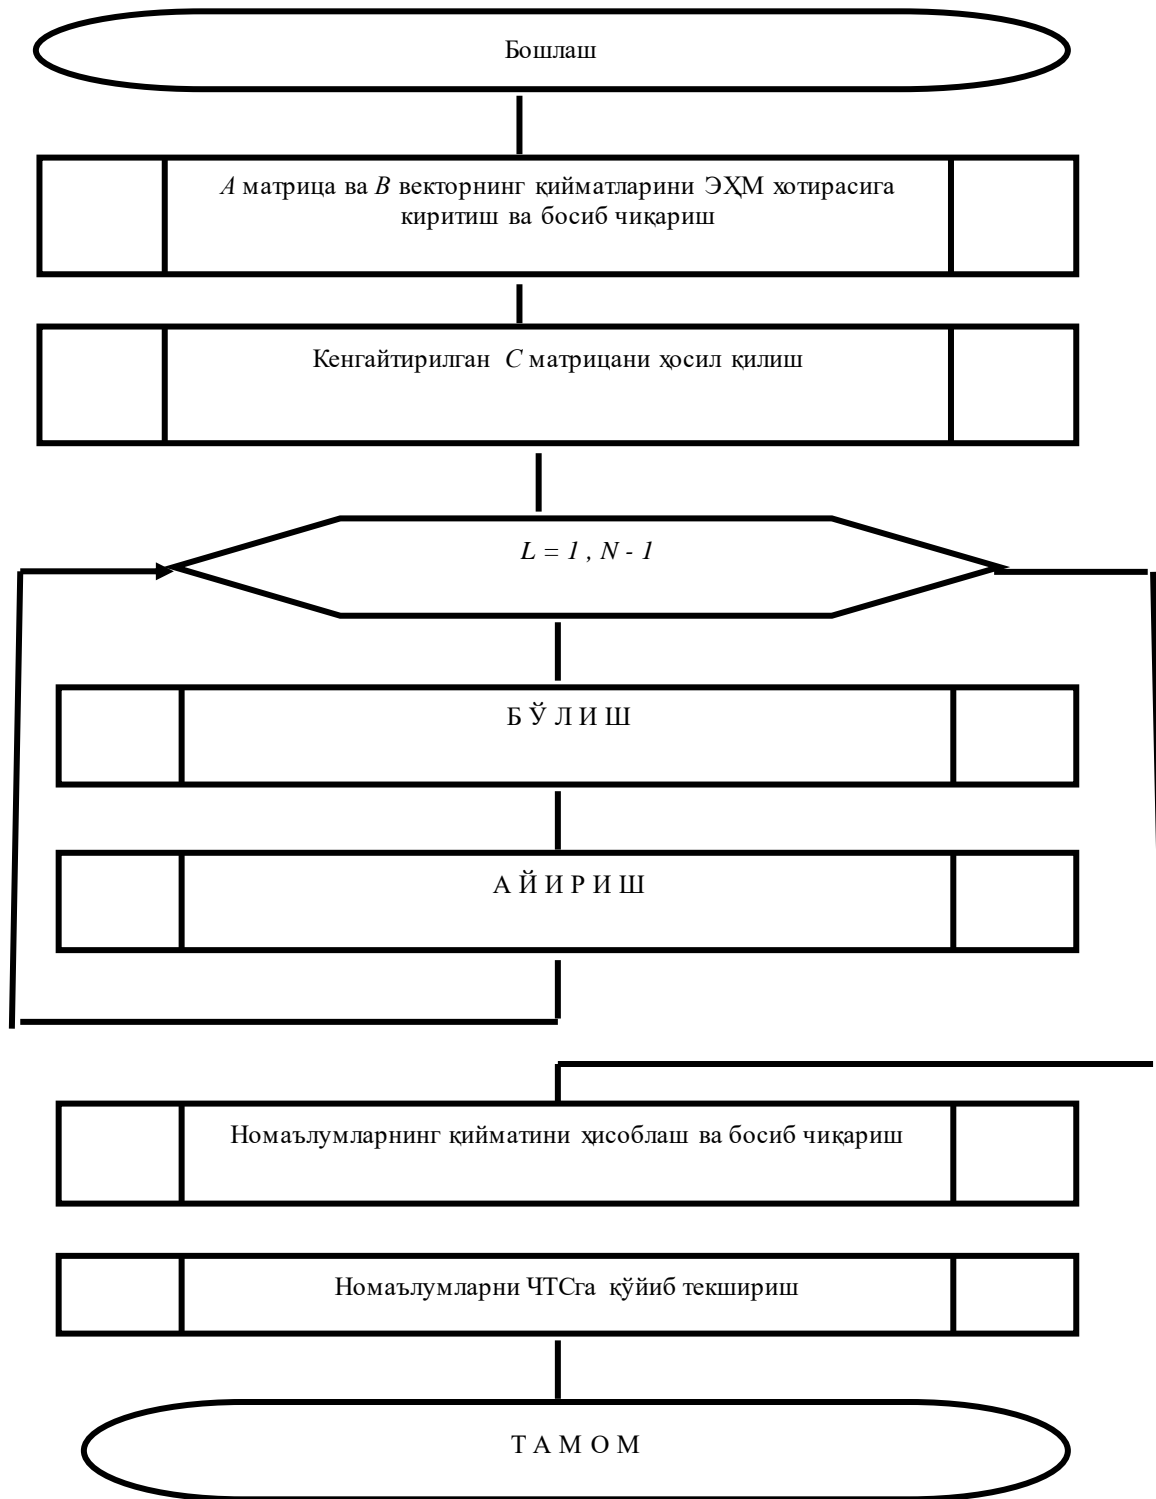 Бошлаш
A матрица ва B векторнинг қийматларини ЭҲМ хотирасига
киритиш ва босиб чиқариш
Кенгайтирилган C матрицани ҳосил қилиш
L = 1 , N - 1
Б Ў Л И Ш
А Й И Р И Ш
Номаълумларнинг қийматини ҳисоблаш ва босиб чиқариш
Номаълумларни ЧТСга қўйиб текшириш
Т А М О М